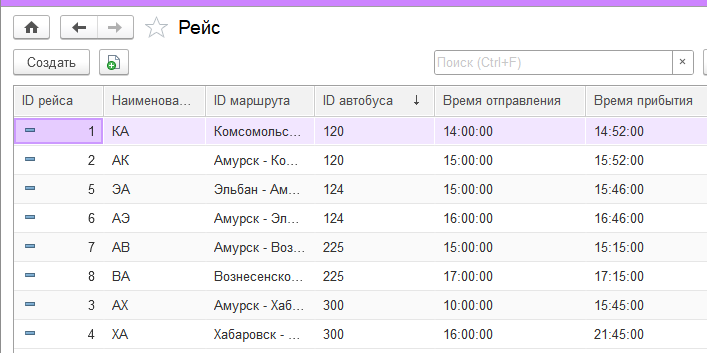 Рейс
Создать Поиск (Ctrl+F) ×
ID рейса Наименова... ID маршрута ID автобуса ↓ Время отправления Время прибытия
1 КА Комсомольс... 120 14:00:00 14:52:00
2 АК Амурск - Ко... 120 15:00:00 15:52:00
5 ЭА Эльбан - Ам... 124 15:00:00 15:46:00
6 АЭ Амурск - Эл... 124 16:00:00 16:46:00
7 АВ Амурск - Воз... 225 15:00:00 15:15:00
8 ВА Вознесенско... 225 17:00:00 17:15:00
3 АХ Амурск - Хаб... 300 10:00:00 15:45:00
4 ХА Хабаровск - ... 300 16:00:00 21:45:00